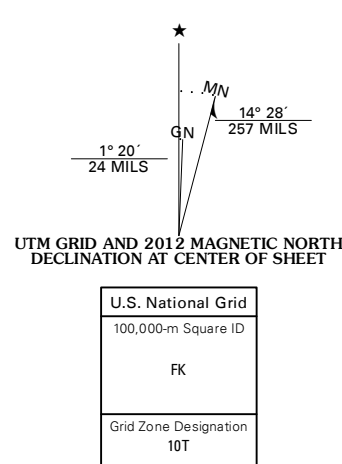 ★
MN
14° 28´
257 MILS
GN
1° 20´
24 MILS
UTM GRID AND 2012 MAGNETIC NORTH
DECLINATION AT CENTER OF SHEET
U.S. National Grid
100,000-m Square ID
FK
Grid Zone Designation
10T